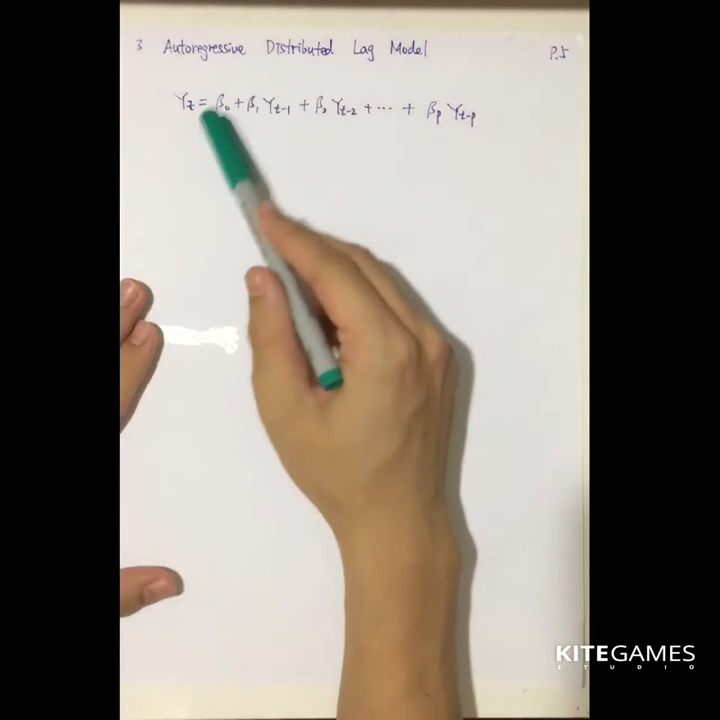 3 Autoregressive Distributed Lag Model P.5
Yt = β₀ + β₁ Yt-1 + β₂ Yt-2 + ... + βp Yt-p
KITEGAMES
STUDIO